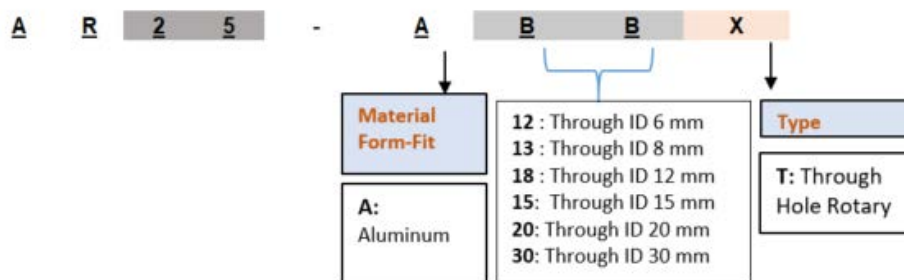 A R 2 5 - A B B X
Material
Form-Fit
A:
Aluminum
12 : Through ID 6 mm
13 : Through ID 8 mm
18 : Through ID 12 mm
15: Through ID 15 mm
20: Through ID 20 mm
30: Through ID 30 mm
Type
T: Through
Hole Rotary